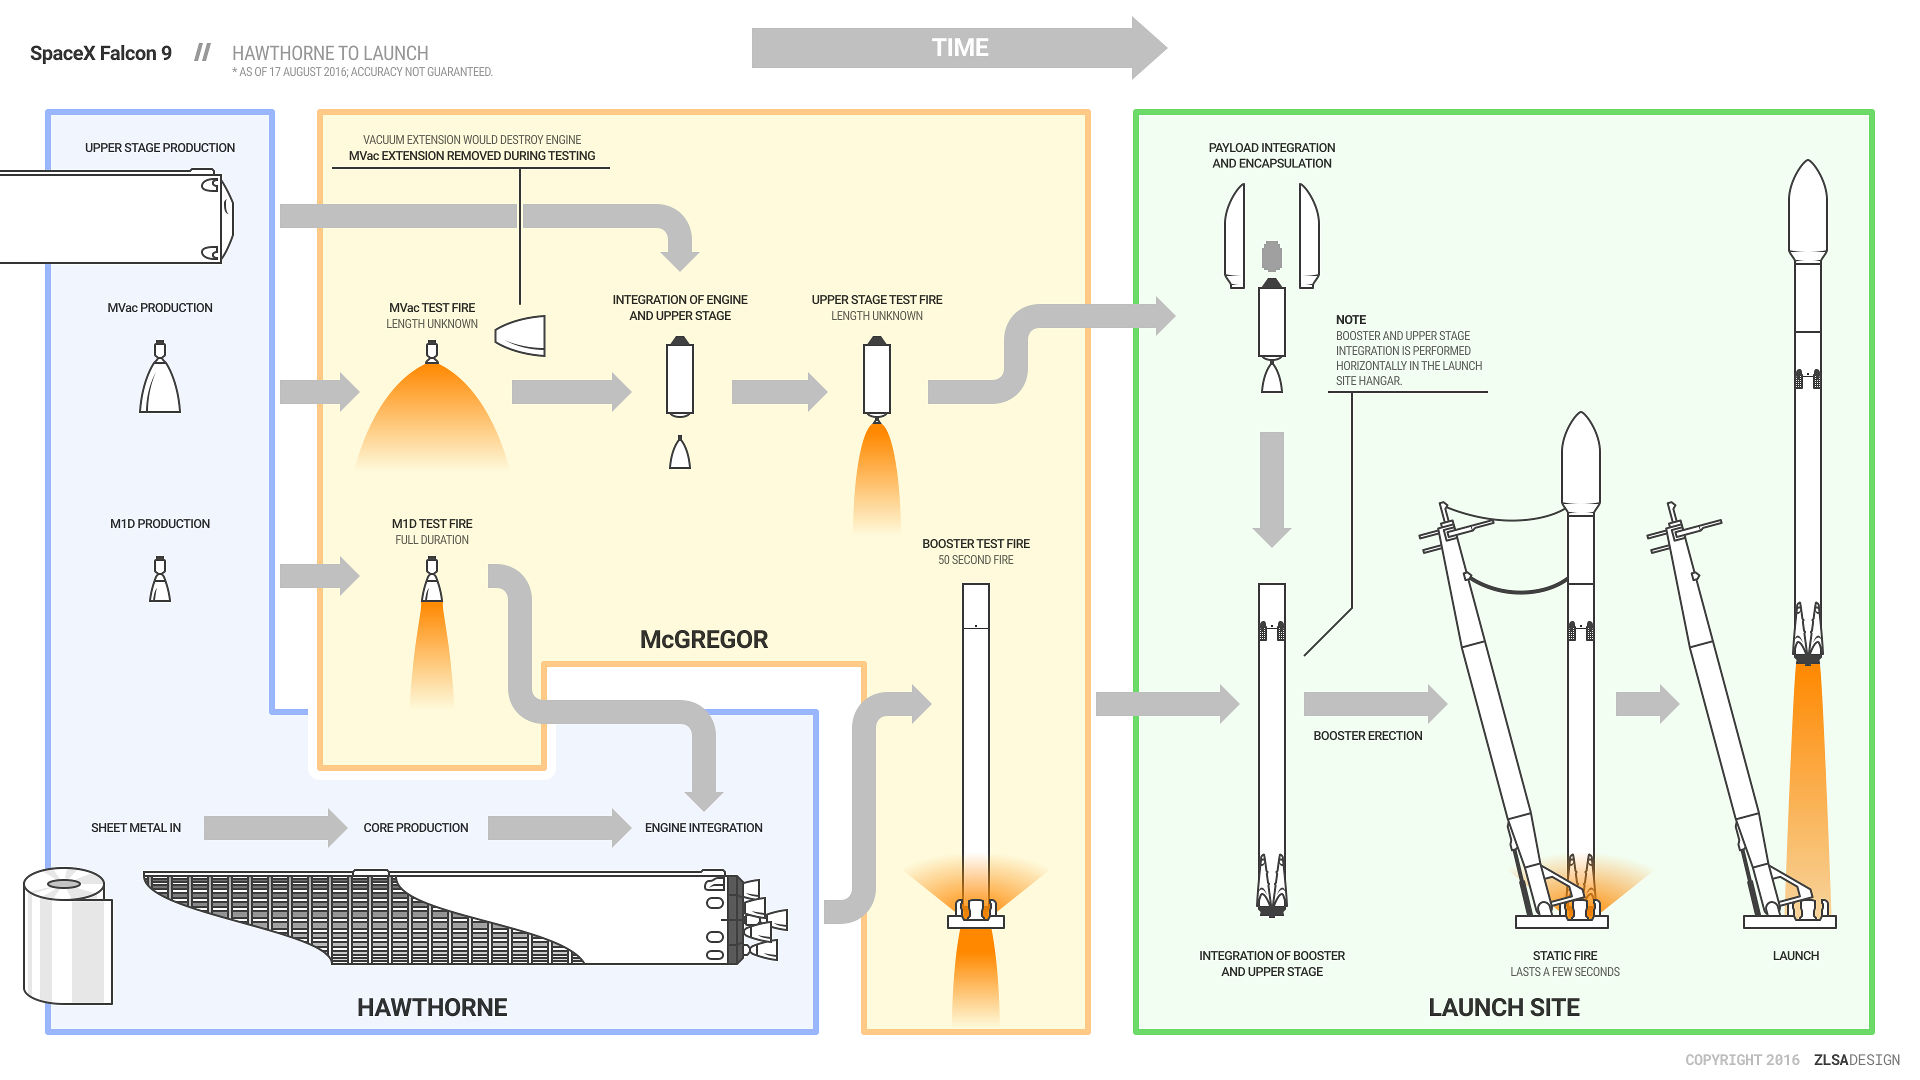 SpaceX Falcon 9 // HAWTHORNE TO LAUNCH
* AS OF 17 AUGUST 2016; ACCURACY NOT GUARANTEED.
TIME
UPPER STAGE PRODUCTION
MVac PRODUCTION
M1D PRODUCTION
SHEET METAL IN
CORE PRODUCTION
ENGINE INTEGRATION
HAWTHORNE
VACUUM EXTENSION WOULD DESTROY ENGINE
MVac EXTENSION REMOVED DURING TESTING
MVac TEST FIRE
LENGTH UNKNOWN
INTEGRATION OF ENGINE
AND UPPER STAGE
UPPER STAGE TEST FIRE
LENGTH UNKNOWN
M1D TEST FIRE
FULL DURATION
BOOSTER TEST FIRE
50 SECOND FIRE
McGREGOR
PAYLOAD INTEGRATION
AND ENCAPSULATION
NOTE
BOOSTER AND UPPER STAGE
INTEGRATION IS PERFORMED
HORIZONTALLY IN THE LAUNCH
SITE HANGAR.
BOOSTER ERECTION
INTEGRATION OF BOOSTER
AND UPPER STAGE
STATIC FIRE
LASTS A FEW SECONDS
LAUNCH
LAUNCH SITE
COPYRIGHT 2016 ZLSADESIGN